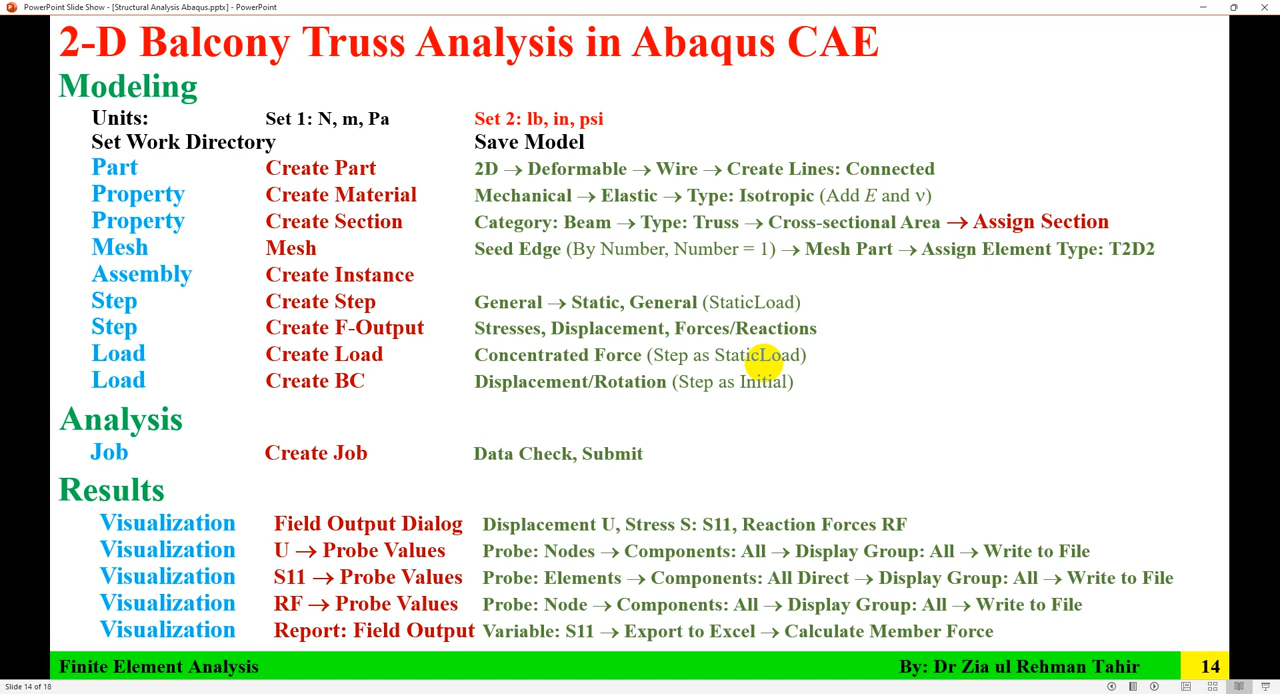 PowerPoint Slide Show - [Structural Analysis Abaqus.pptx] - PowerPoint
2-D Balcony Truss Analysis in Abaqus CAE
Modeling
Units: Set 1: N, m, Pa Set 2: lb, in, psi
Set Work Directory Save Model
Part Create Part 2D → Deformable → Wire → Create Lines: Connected
Property Create Material Mechanical → Elastic → Type: Isotropic (Add E and ν)
Property Create Section Category: Beam → Type: Truss → Cross-sectional Area → Assign Section
Mesh Mesh Seed Edge (By Number, Number = 1) → Mesh Part → Assign Element Type: T2D2
Assembly Create Instance
Step Create Step General → Static, General (StaticLoad)
Step Create F-Output Stresses, Displacement, Forces/Reactions
Load Create Load Concentrated Force (Step as StaticLoad)
Load Create BC Displacement/Rotation (Step as Initial)
Analysis
Job Create Job Data Check, Submit
Results
Visualization Field Output Dialog Displacement U, Stress S: S11, Reaction Forces RF
Visualization U → Probe Values Probe: Nodes → Components: All → Display Group: All → Write to File
Visualization S11 → Probe Values Probe: Elements → Components: All Direct → Display Group: All → Write to File
Visualization RF → Probe Values Probe: Node → Components: All → Display Group: All → Write to File
Visualization Report: Field Output Variable: S11 → Export to Excel → Calculate Member Force
Finite Element Analysis By: Dr Zia ul Rehman Tahir 14
Slide 14 of 18